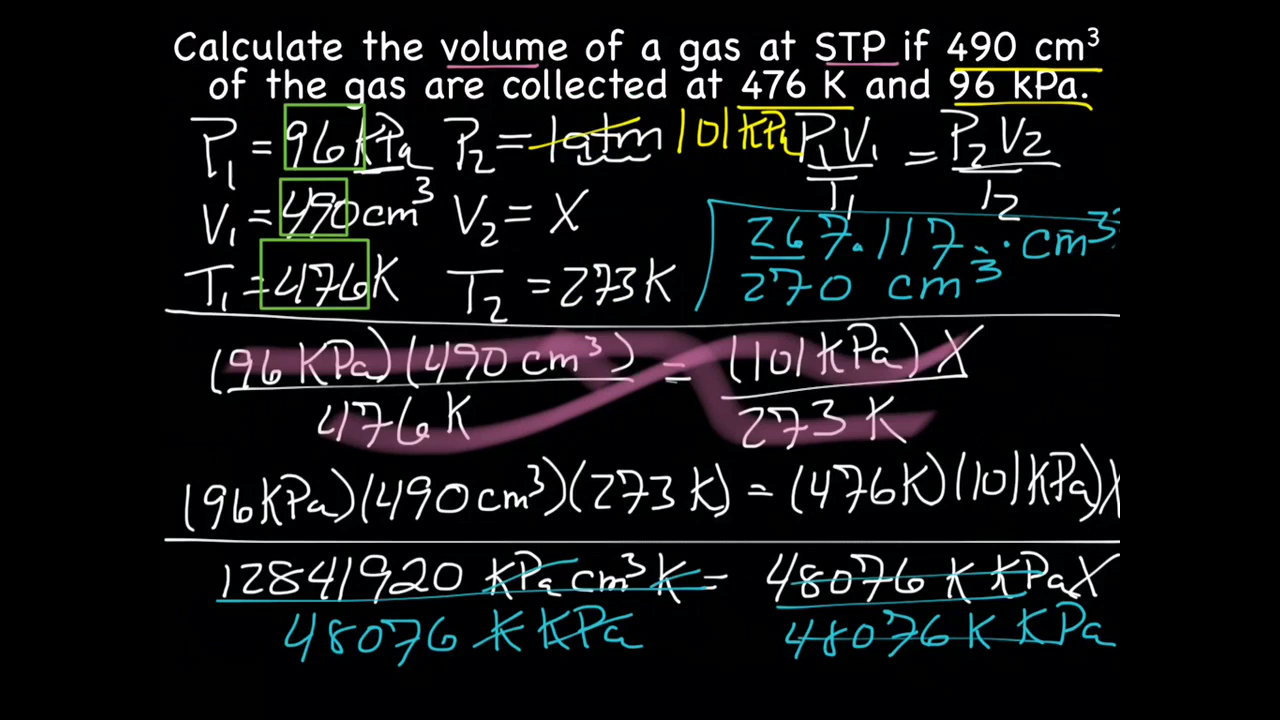 Calculate the volume of a gas at STP if 490 cm³
of the gas are collected at 476 K and 96 kPa.
P₁ = 96 kPa P₂ = 1 atm 101 kPa P₁V₁/T₁ = P₂V₂/T₂
V₁ = 490 cm³ V₂ = X 267.117... cm³
T₁ = 476 K T₂ = 273 K 270 cm³
(96 KPa)(490 cm³) = (101 KPa) X
476 K 273 K
(96 KPa)(490 cm³)(273 K) = (476 K)(101 KPa)X
12841920 KPa cm³ K = 48076 K KPa X
48076 K KPa 48076 K KPa